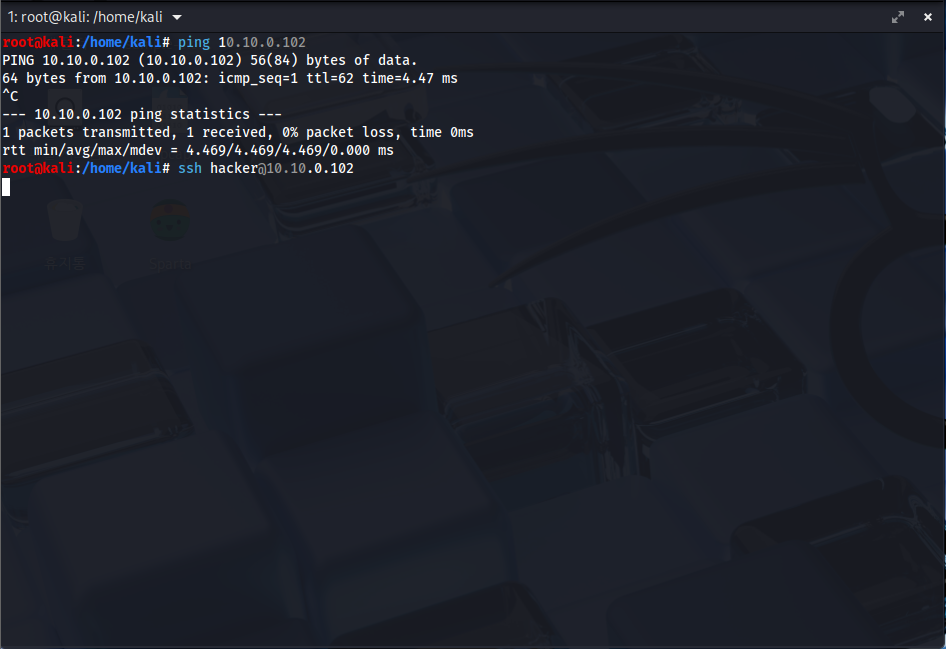 1: root@kali: /home/kali
root@kali:/home/kali# ping 10.10.0.102
PING 10.10.0.102 (10.10.0.102) 56(84) bytes of data.
64 bytes from 10.10.0.102: icmp_seq=1 ttl=62 time=4.47 ms
^C
--- 10.10.0.102 ping statistics ---
1 packets transmitted, 1 received, 0% packet loss, time 0ms
rtt min/avg/max/mdev = 4.469/4.469/4.469/0.000 ms
root@kali:/home/kali# ssh hacker@10.10.0.102
휴지통
Sparta